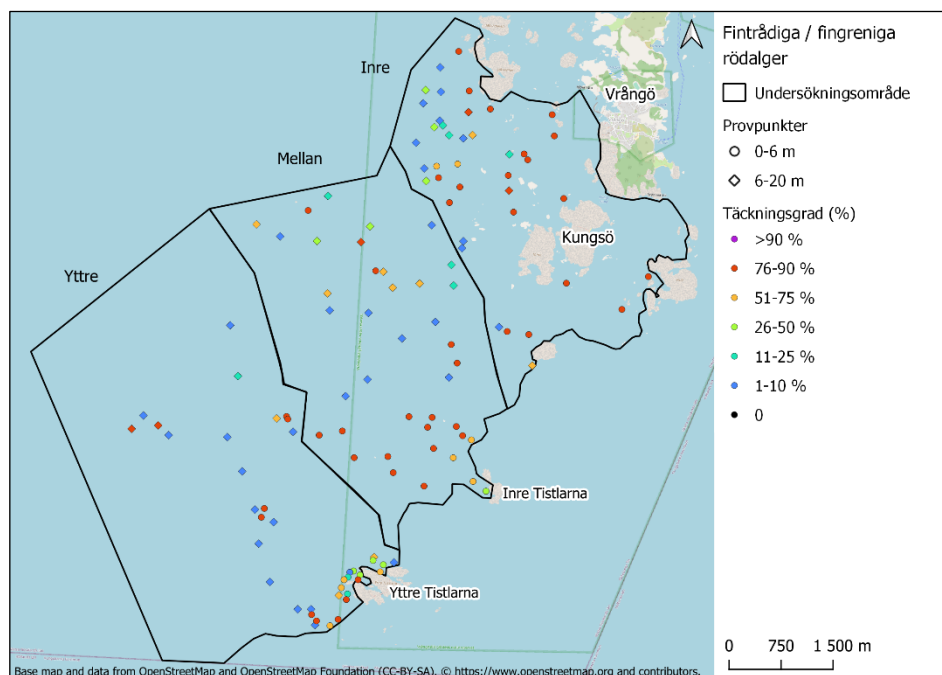 Fintrådiga / fingreniga
rödalger
Undersökningsområde
Provpunkter
0-6 m
6-20 m
Täckningsgrad (%)
>90 %
76-90 %
51-75 %
26-50 %
11-25 %
1-10 %
0
Inre
Vrångö
Mellan
Kungsö
Yttre
Inre Tistlarna
Yttre Tistlarna
0 750 1 500 m
Base map and data from OpenStreetMap and OpenStreetMap Foundation (CC-BY-SA). © https://www.openstreetmap.org and contributors.